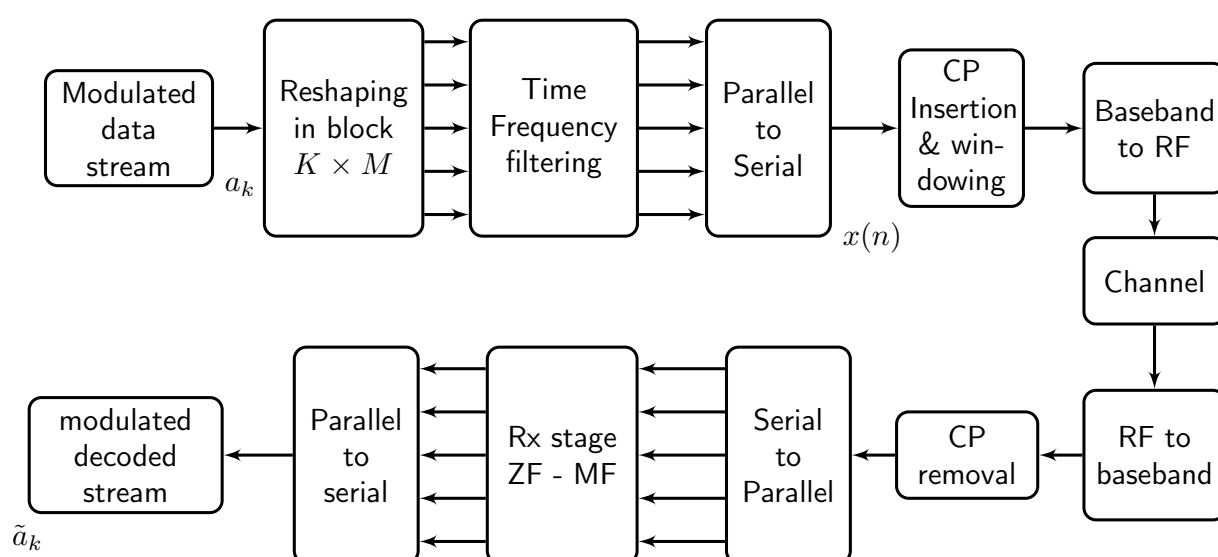 Modulated
data
stream
a_k
Reshaping
in block
K × M
Time
Frequency
filtering
Parallel
to
Serial
x(n)
CP
Insertion
& win-
dowing
Baseband
to RF
Channel
RF to
baseband
CP
removal
Serial
to
Parallel
Rx stage
ZF - MF
Parallel
to
serial
modulated
decoded
stream
ã_k